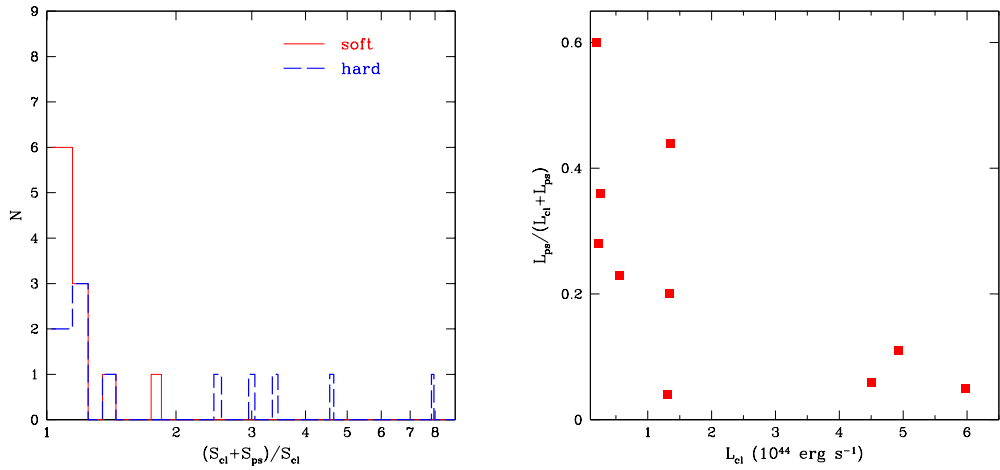 9
8
7
6
5
4
3
2
1
0
N
soft
hard
1 2 3 4 5 6 7 8
(S_cl+S_ps)/S_cl
0.6
0.4
0.2
0
L_ps/(L_cl+L_ps)
1 2 3 4 5 6
L_cl (10^44 erg s^-1)